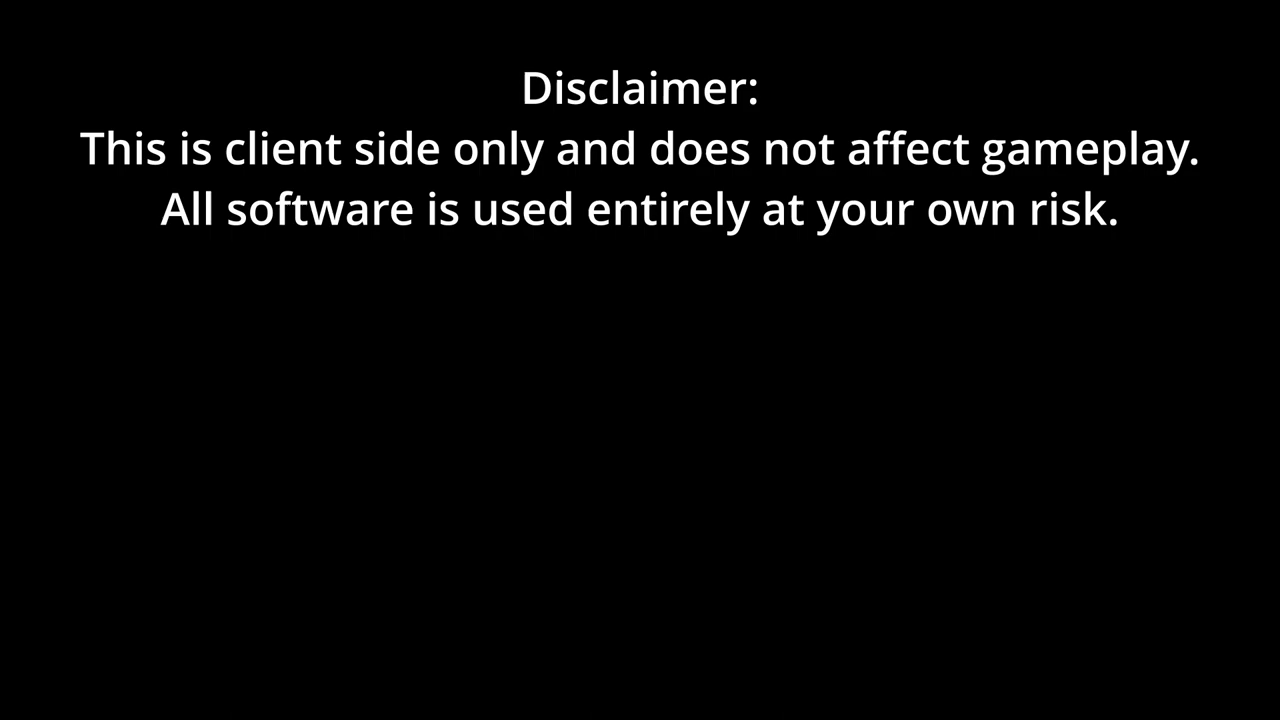 Disclaimer:
This is client side only and does not affect gameplay.
All software is used entirely at your own risk.